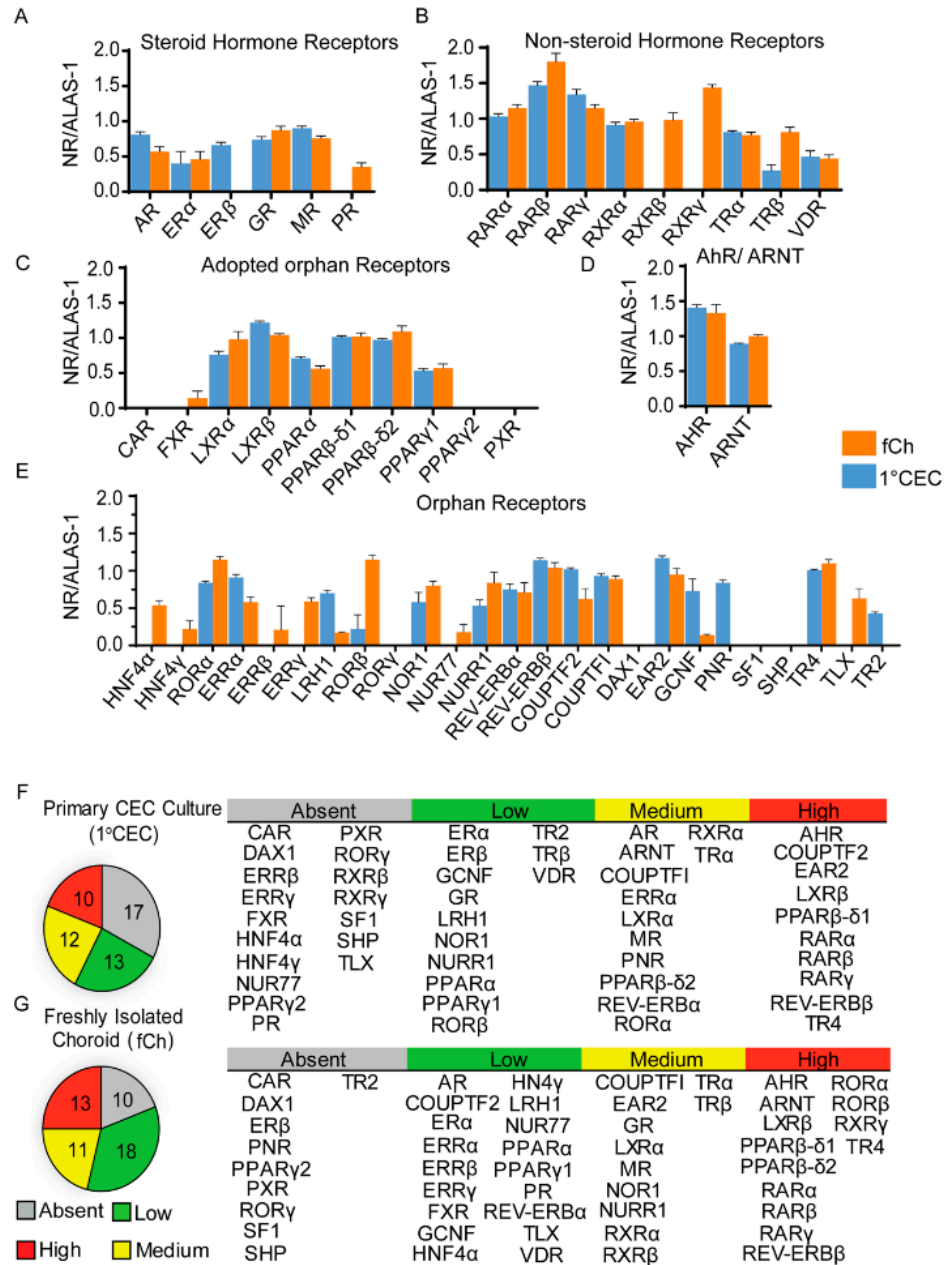 A
Steroid Hormone Receptors
NR/ALAS-1
2.0
1.5
1.0
0.5
0.0
AR
ERα
ERβ
GR
MR
PR
B
Non-steroid Hormone Receptors
NR/ALAS-1
2.0
1.5
1.0
0.5
0.0
RARα
RARβ
RARγ
RXRα
RXRβ
RXRγ
TRα
TRβ
VDR
C
Adopted orphan Receptors
NR/ALAS-1
2.0
1.5
1.0
0.5
0.0
CAR
FXR
LXRα
LXRβ
PPARα
PPARβ-δ1
PPARβ-δ2
PPARγ1
PPARγ2
PXR
D
AhR/ ARNT
NR/ALAS-1
2.0
1.5
1.0
0.5
0.0
AHR
ARNT
fCh
1°CEC
E
Orphan Receptors
NR/ALAS-1
2.0
1.5
1.0
0.5
0.0
HNF4α
HNF4γ
RORα
ERRα
ERRβ
ERRγ
LRH1
RORβ
RORγ
NOR1
NUR77
NURR1
REV-ERBα
REV-ERBβ
COUPTF2
COUPTFI
DAX1
EAR2
GCNF
PNR
SF1
SHP
TR4
TLX
TR2
F
Primary CEC Culture
(1°CEC)
10
17
12
13
Absent Low Medium High
CAR PXR ERα TR2 AR RXRα AHR
DAX1 RORγ ERβ TRβ ARNT TRα COUPTF2
ERRβ RXRβ GCNF VDR COUPTFI EAR2
ERRγ RXRγ GR ERRα LXRβ
FXR SF1 LRH1 LXRα PPARβ-δ1
HNF4α SHP NOR1 MR RARα
HNF4γ TLX NURR1 PNR RARβ
NUR77 PPARα PPARβ-δ2 RARγ
PPARγ2 PPARγ1 REV-ERBα REV-ERBβ
PR RORβ RORα TR4
G
Freshly Isolated
Choroid (fCh)
13
10
11
18
Absent Low
High Medium
Absent Low Medium High
CAR TR2 AR HN4γ COUPTFI TRα AHR RORα
DAX1 COUPTF2 LRH1 EAR2 TRβ ARNT RORβ
ERβ ERα NUR77 GR LXRβ RXRγ
PNR ERRα PPARα LXRα PPARβ-δ1 TR4
PPARγ2 ERRβ PPARγ1 MR PPARβ-δ2
PXR ERRγ PR NOR1 RARα
RORγ FXR REV-ERBα NURR1 RARβ
SF1 GCNF TLX RXRα RARγ
SHP HNF4α VDR RXRβ REV-ERBβ